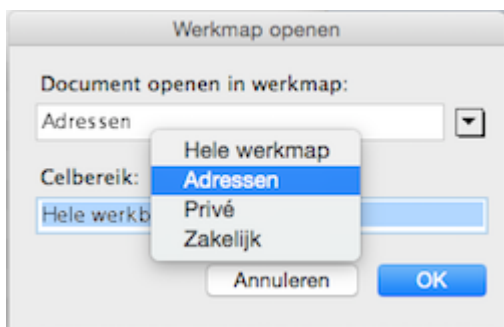 Werkmap openen
Document openen in werkmap:
Adressen
Hele werkmap
Celbereik:
Adressen
Hele werkb
Privé
Zakelijk
Annuleren
OK